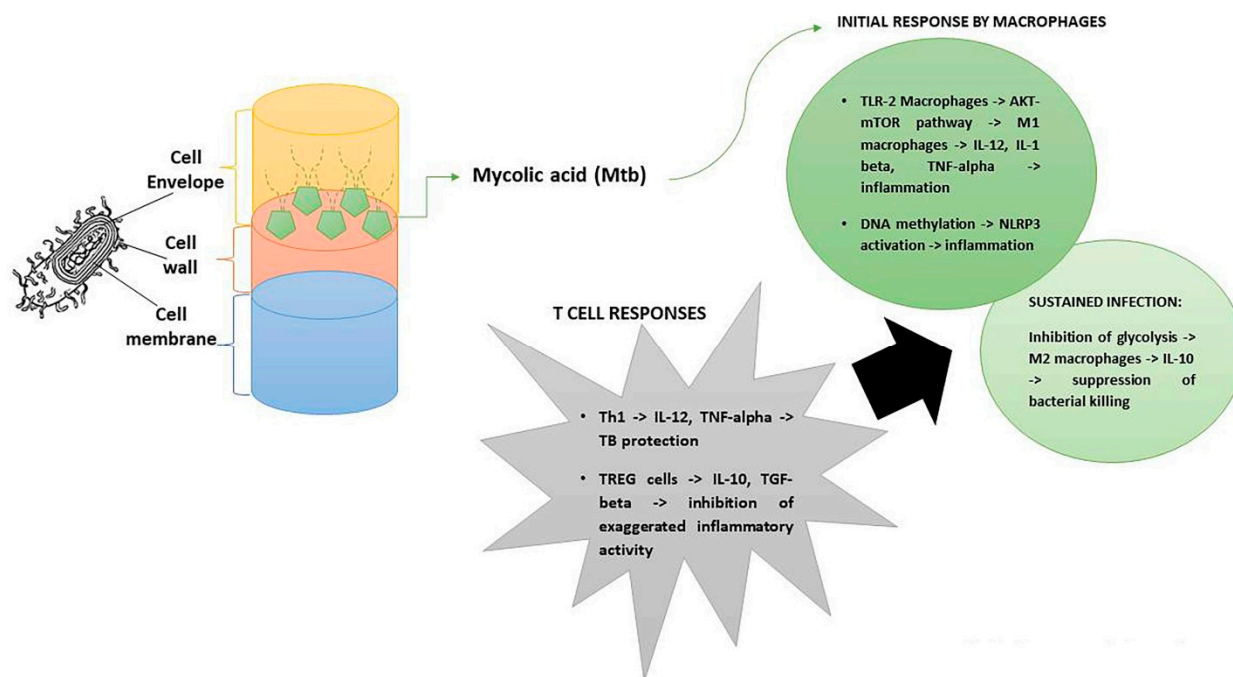 INITIAL RESPONSE BY MACROPHAGES
• TLR-2 Macrophages -> AKT-
mTOR pathway -> M1
macrophages -> IL-12, IL-1
beta, TNF-alpha ->
inflammation
• DNA methylation -> NLRP3
activation -> inflammation
Cell
Envelope
Mycolic acid (Mtb)
Cell
wall
Cell
membrane
SUSTAINED INFECTION:
Inhibition of glycolysis ->
M2 macrophages -> IL-10
-> suppression of
bacterial killing
T CELL RESPONSES
• Th1 -> IL-12, TNF-alpha ->
TB protection
• TREG cells -> IL-10, TGF-
beta -> inhibition of
exaggerated inflammatory
activity